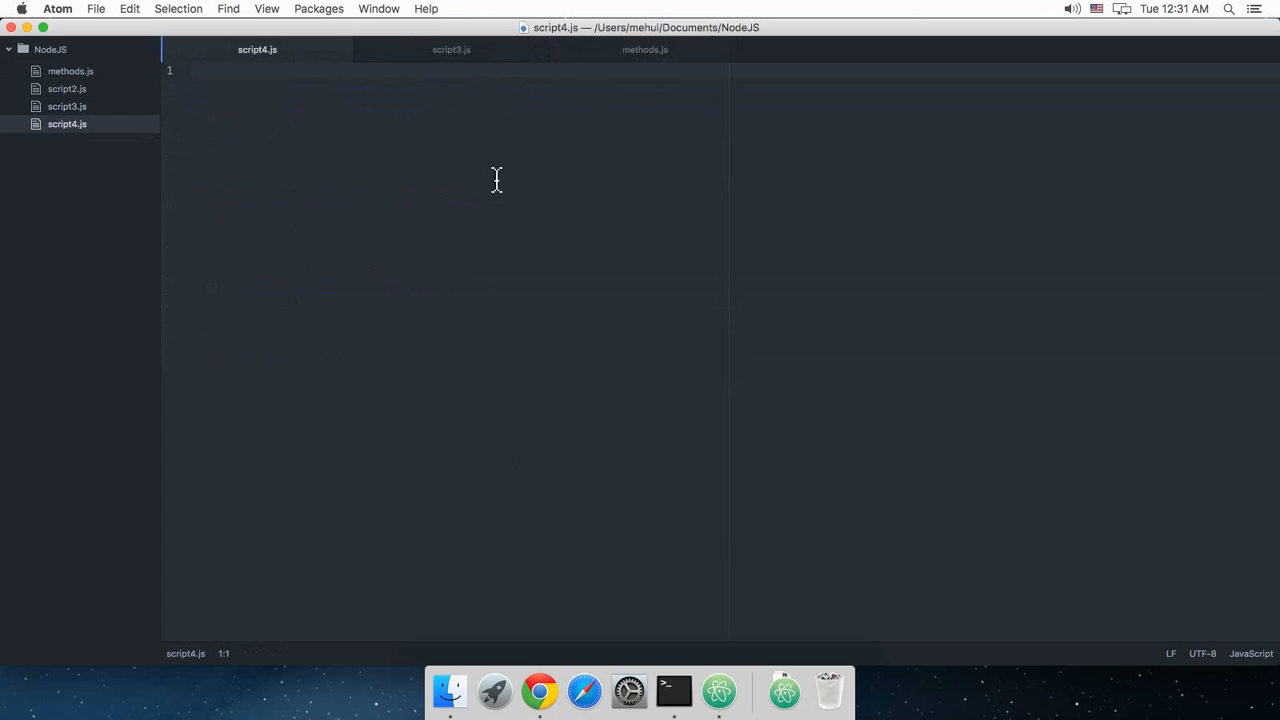 Atom File Edit Selection Find View Packages Window Help Tue 12:31 AM
script4.js — /Users/mehul/Documents/NodeJS
NodeJS
methods.js
script2.js
script3.js
script4.js
script4.js script3.js methods.js
1
script4.js 1:1 LF UTF-8 JavaScript
>_